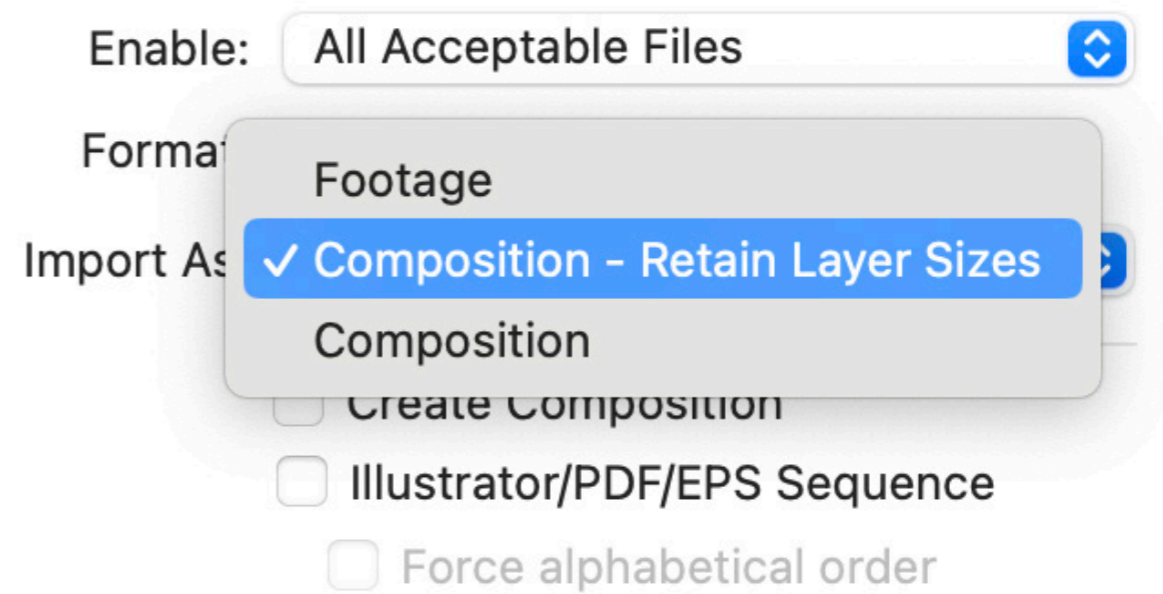 Enable: All Acceptable Files
Format
Footage
Import As ✓ Composition - Retain Layer Sizes
Composition
Create Composition
Illustrator/PDF/EPS Sequence
Force alphabetical order